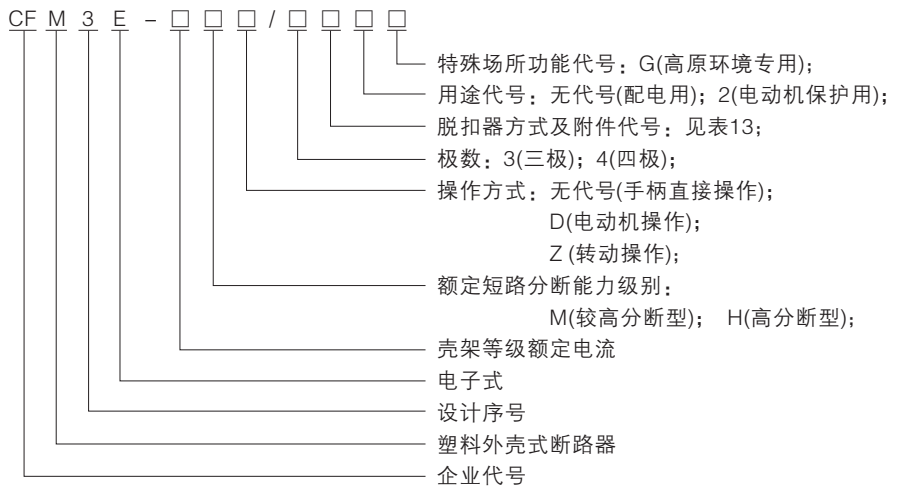 CF M 3 E - □ □ □ / □ □ □ □
特殊场所功能代号：G(高原环境专用)；
用途代号：无代号(配电用)；2(电动机保护用)；
脱扣器方式及附件代号：见表13；
极数：3(三极)；4(四极)；
操作方式：无代号(手柄直接操作)；
D(电动机操作)；
Z (转动操作)；
额定短路分断能力级别：
M(较高分断型)； H(高分断型)；
壳架等级额定电流
电子式
设计序号
塑料外壳式断路器
企业代号